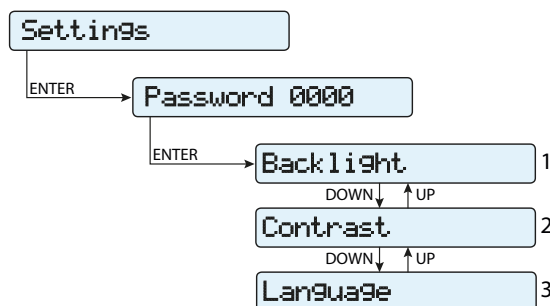 Settings
ENTER
Password 0000
ENTER
Backlight 1
DOWN UP
Contrast 2
DOWN UP
Language 3